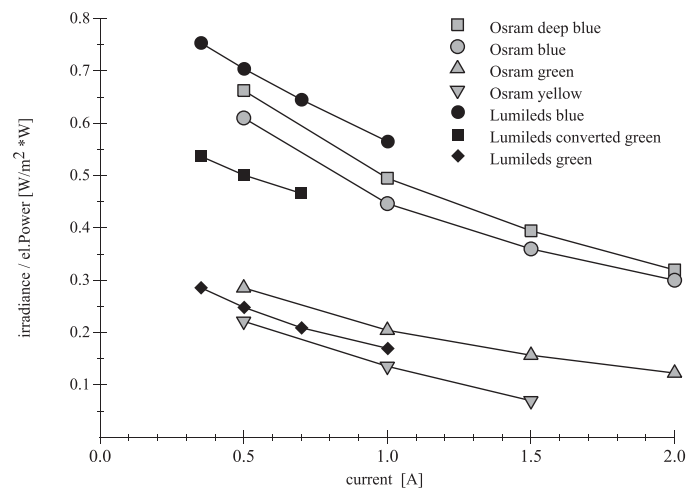 0.8
0.7
0.6
0.5
0.4
0.3
0.2
0.1
irradiance / el.Power [W/m² *W]
Osram deep blue
Osram blue
Osram green
Osram yellow
Lumileds blue
Lumileds converted green
Lumileds green
0.0 0.5 1.0 1.5 2.0
current [A]